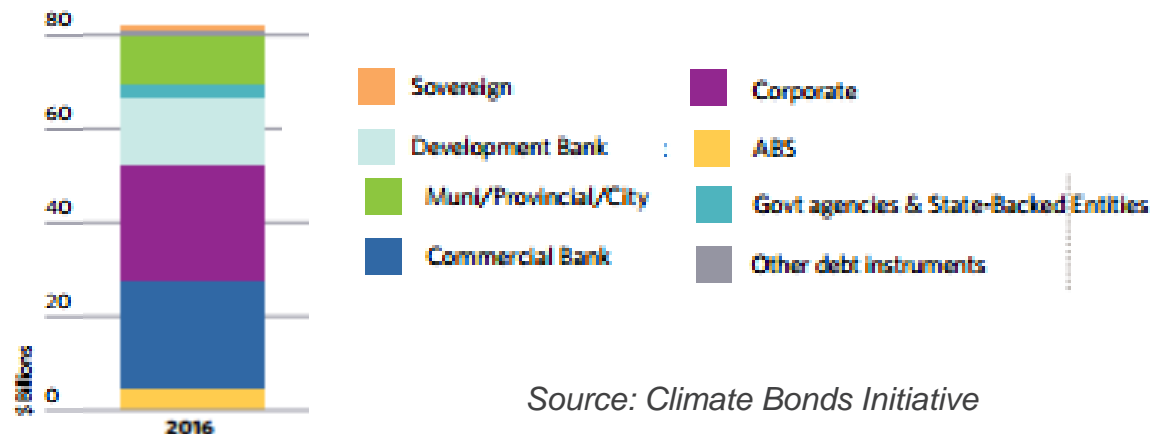 80
60
40
20
0
$ Billions
2016
Sovereign
Development Bank :
Muni/Provincial/City
Commercial Bank
Corporate
ABS
Govt agencies & State-Backed Entities
Other debt instruments
Source: Climate Bonds Initiative